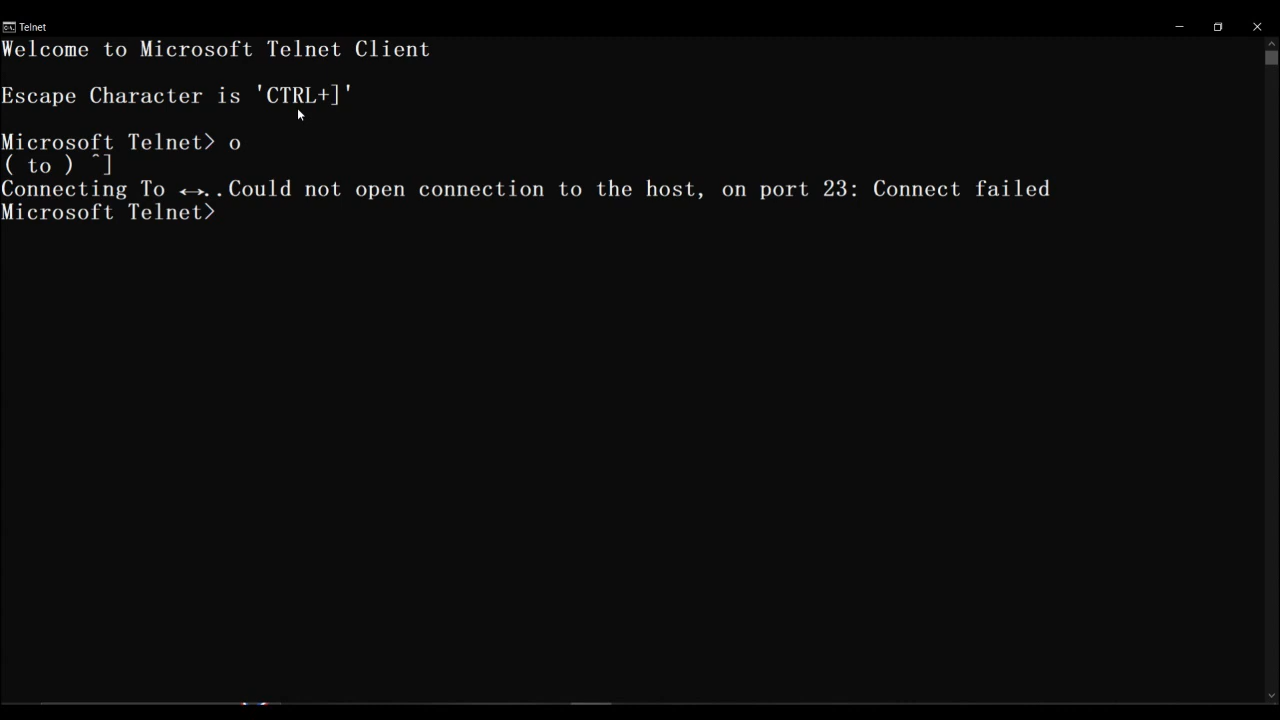 Telnet
Welcome to Microsoft Telnet Client
Escape Character is 'CTRL+]'
Microsoft Telnet> o
( to ) ^]
Connecting To ↔...Could not open connection to the host, on port 23: Connect failed
Microsoft Telnet>